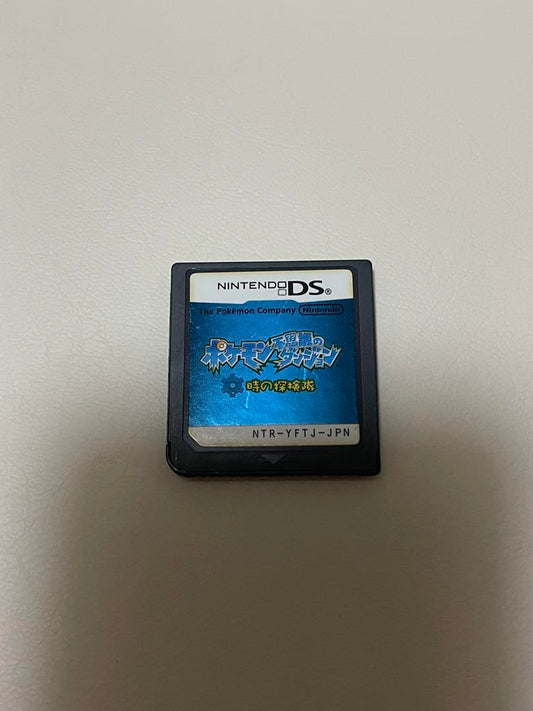 NINTENDO DS®
The Pokémon Company Nintendo
ポケモン不思議のダンジョン
時の探検隊
NTR-YFTJ-JPN